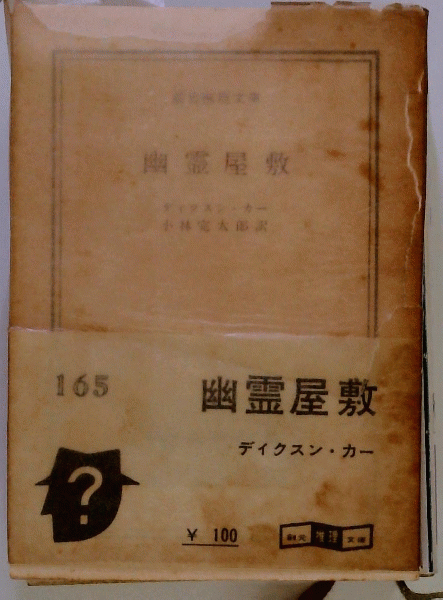 創元推理文庫
幽霊屋敷
ディクスン・カー
小林完太郎訳
165
幽霊屋敷
ディクスン・カー
?
¥ 100
創元 推理 文庫